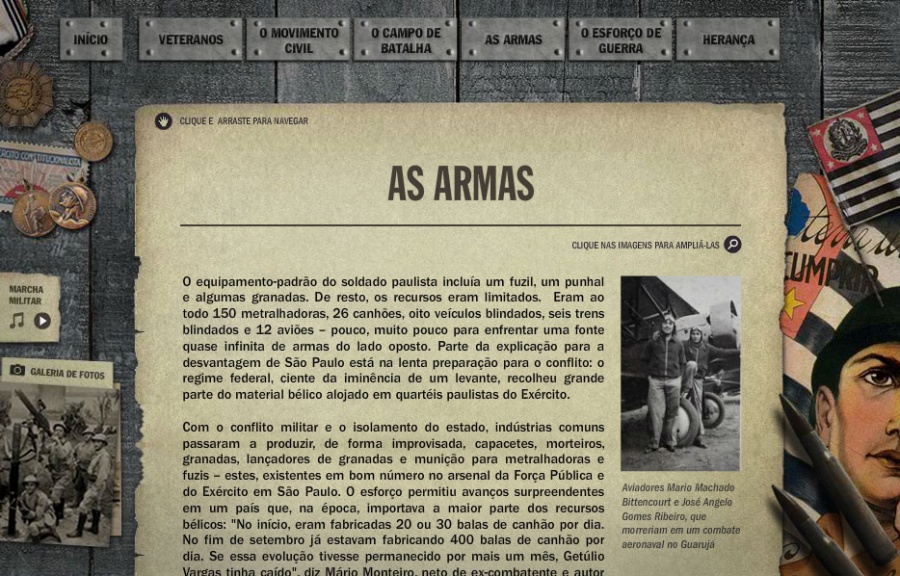 INÍCIO
VETERANOS
O MOVIMENTO
CIVIL
O CAMPO DE
BATALHA
AS ARMAS
O ESFORÇO DE
GUERRA
HERANÇA
CLIQUE E ARRASTE PARA NAVEGAR
AS ARMAS
CLIQUE NAS IMAGENS PARA AMPLIÁ-LAS
MARCHA
MILITAR
GALERIA DE FOTOS
CUMPRIR
O equipamento-padrão do soldado paulista incluía um fuzil, um punhal
e algumas granadas. De resto, os recursos eram limitados. Eram ao
todo 150 metralhadoras, 26 canhões, oito veículos blindados, seis trens
blindados e 12 aviões – pouco, muito pouco para enfrentar uma fonte
quase infinita de armas do lado oposto. Parte da explicação para a
desvantagem de São Paulo está na lenta preparação para o conflito: o
regime federal, ciente da iminência de um levante, recolheu grande
parte do material bélico alojado em quartéis paulistas do Exército.
Com o conflito militar e o isolamento do estado, indústrias comuns
passaram a produzir, de forma improvisada, capacetes, morteiros,
granadas, lançadores de granadas e munição para metralhadoras e
fuzis – estes, existentes em bom número no arsenal da Força Pública e
do Exército em São Paulo. O esforço permitiu avanços surpreendentes
em um país que, na época, importava a maior parte dos recursos
bélicos: "No início, eram fabricadas 20 ou 30 balas de canhão por dia.
No fim de setembro já estavam fabricando 400 balas de canhão por
dia. Se essa evolução tivesse permanecido por mais um mês, Getúlio
Vargas tinha caído", diz Mário Monteiro, neto de ex-combatente e autor
Aviadores Mario Machado
Bittencourt e José Angelo
Gomes Ribeiro, que
morreriam em um combate
aeronaval no Guarujá